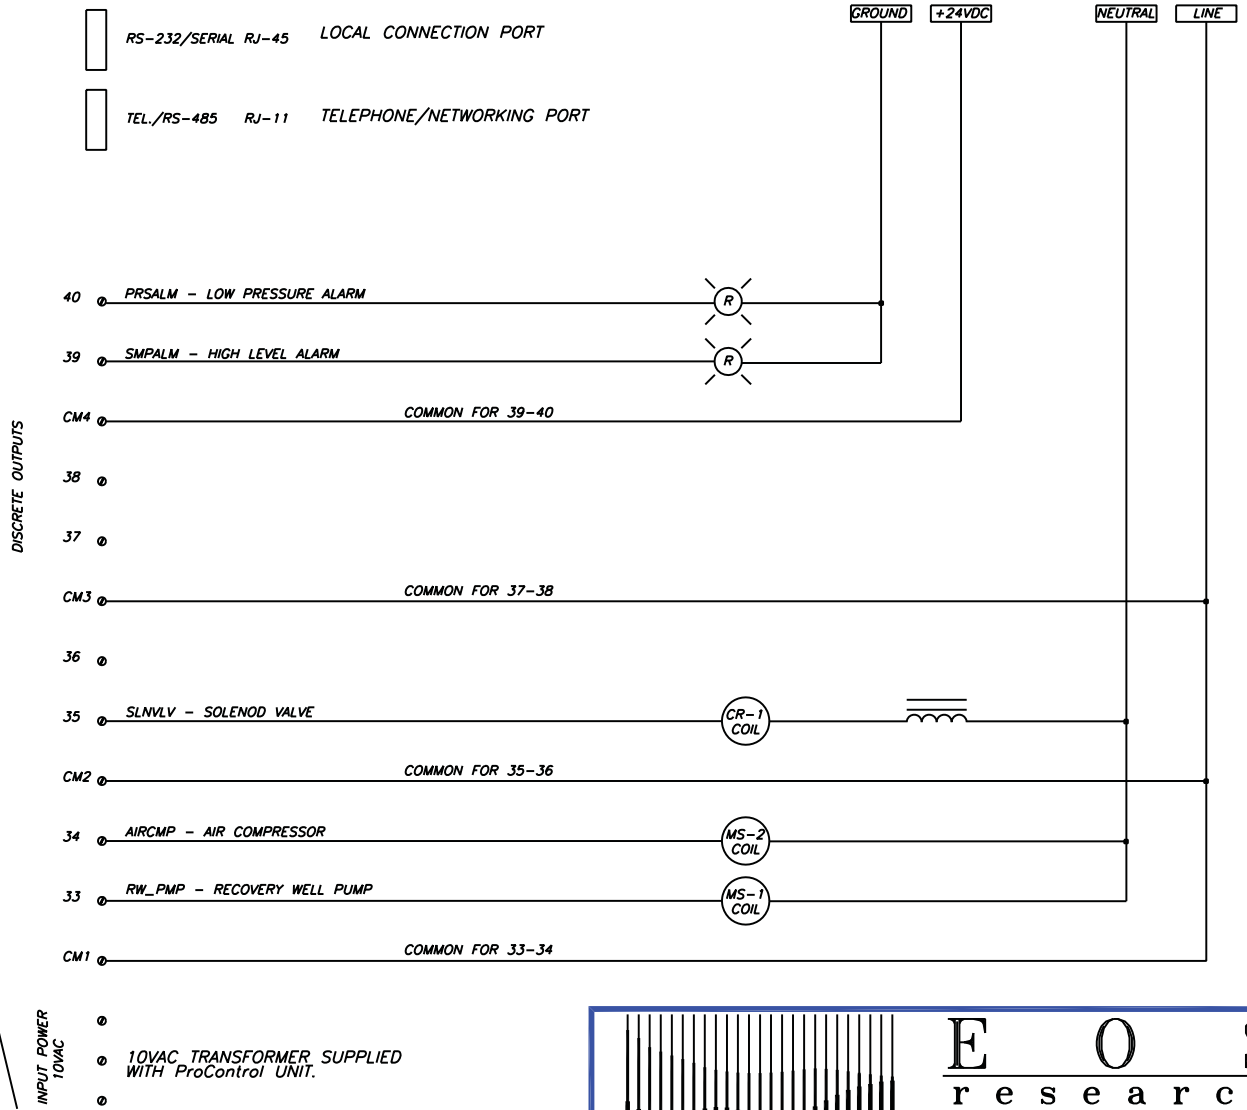 GROUND +24VDC NEUTRAL LINE
RS-232/SERIAL RJ-45 LOCAL CONNECTION PORT
TEL./RS-485 RJ-11 TELEPHONE/NETWORKING PORT
40 PRSALM - LOW PRESSURE ALARM R
39 SMPALM - HIGH LEVEL ALARM R
CM4 COMMON FOR 39-40
DISCRETE OUTPUTS
38
37
CM3 COMMON FOR 37-38
36
35 SLNVLV - SOLENOD VALVE CR-1
COIL
CM2 COMMON FOR 35-36
34 AIRCMP - AIR COMPRESSOR MS-2
COIL
33 RW_PMP - RECOVERY WELL PUMP MS-1
COIL
CM1 COMMON FOR 33-34
INPUT POWER
10VAC
10VAC TRANSFORMER SUPPLIED
WITH ProControl UNIT.
E O
r e s e a r c